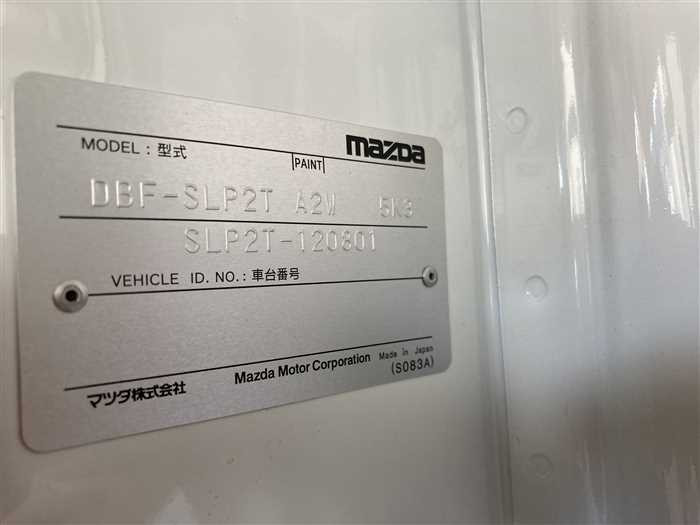 MODEL : 型式
PAINT
mazda
DBF-SLP2T A2W 5K3
SLP2T-120801
VEHICLE ID. NO. : 車台番号
マツダ株式会社
Mazda Motor Corporation
Made in Japan
(S083A)